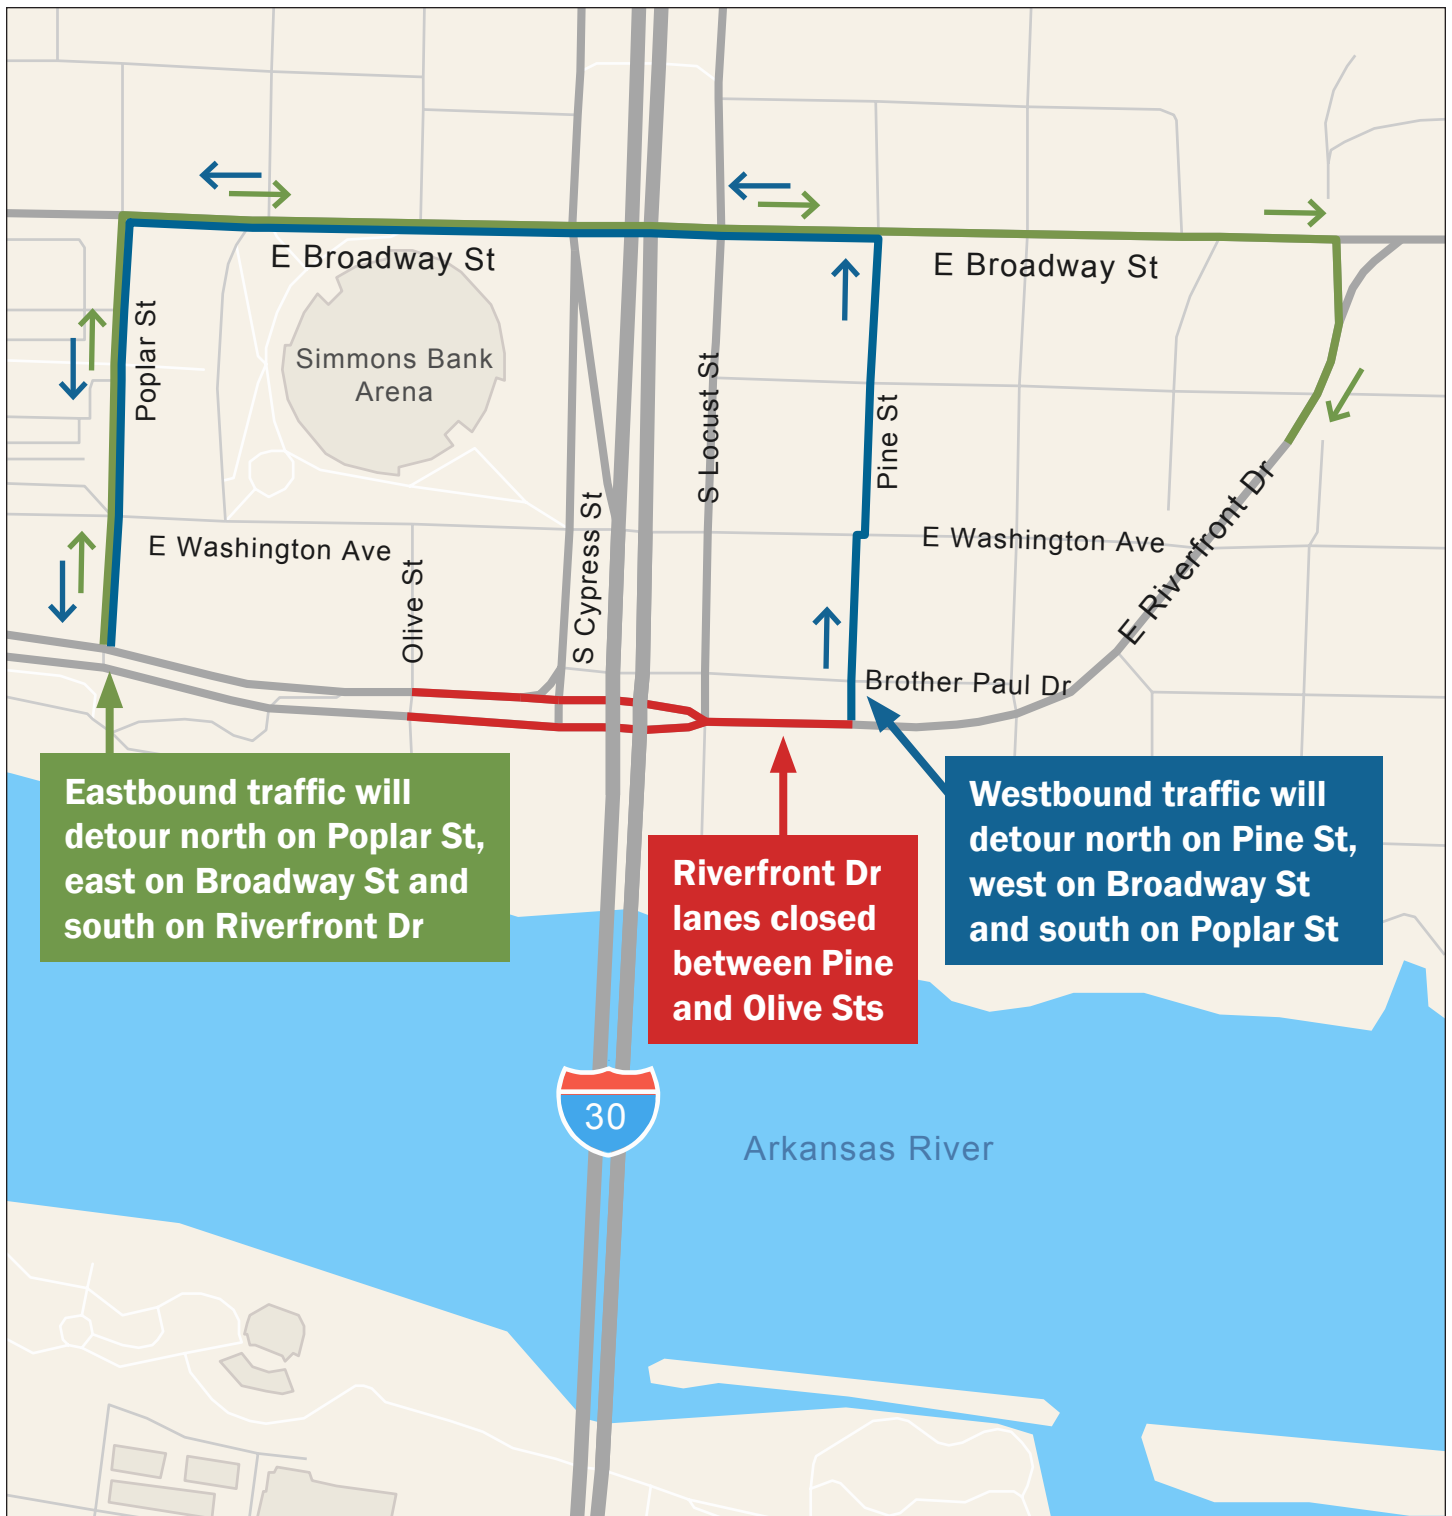 E Broadway St
E Broadway St
Poplar St
Simmons Bank
Arena
S Locust St
Pine St
E Washington Ave
E Washington Ave
E Riverfront Dr
Olive St
S Cypress St
Brother Paul Dr
Eastbound traffic will
detour north on Poplar St,
east on Broadway St and
south on Riverfront Dr
Riverfront Dr
lanes closed
between Pine
and Olive Sts
Westbound traffic will
detour north on Pine St,
west on Broadway St
and south on Poplar St
30
Arkansas River